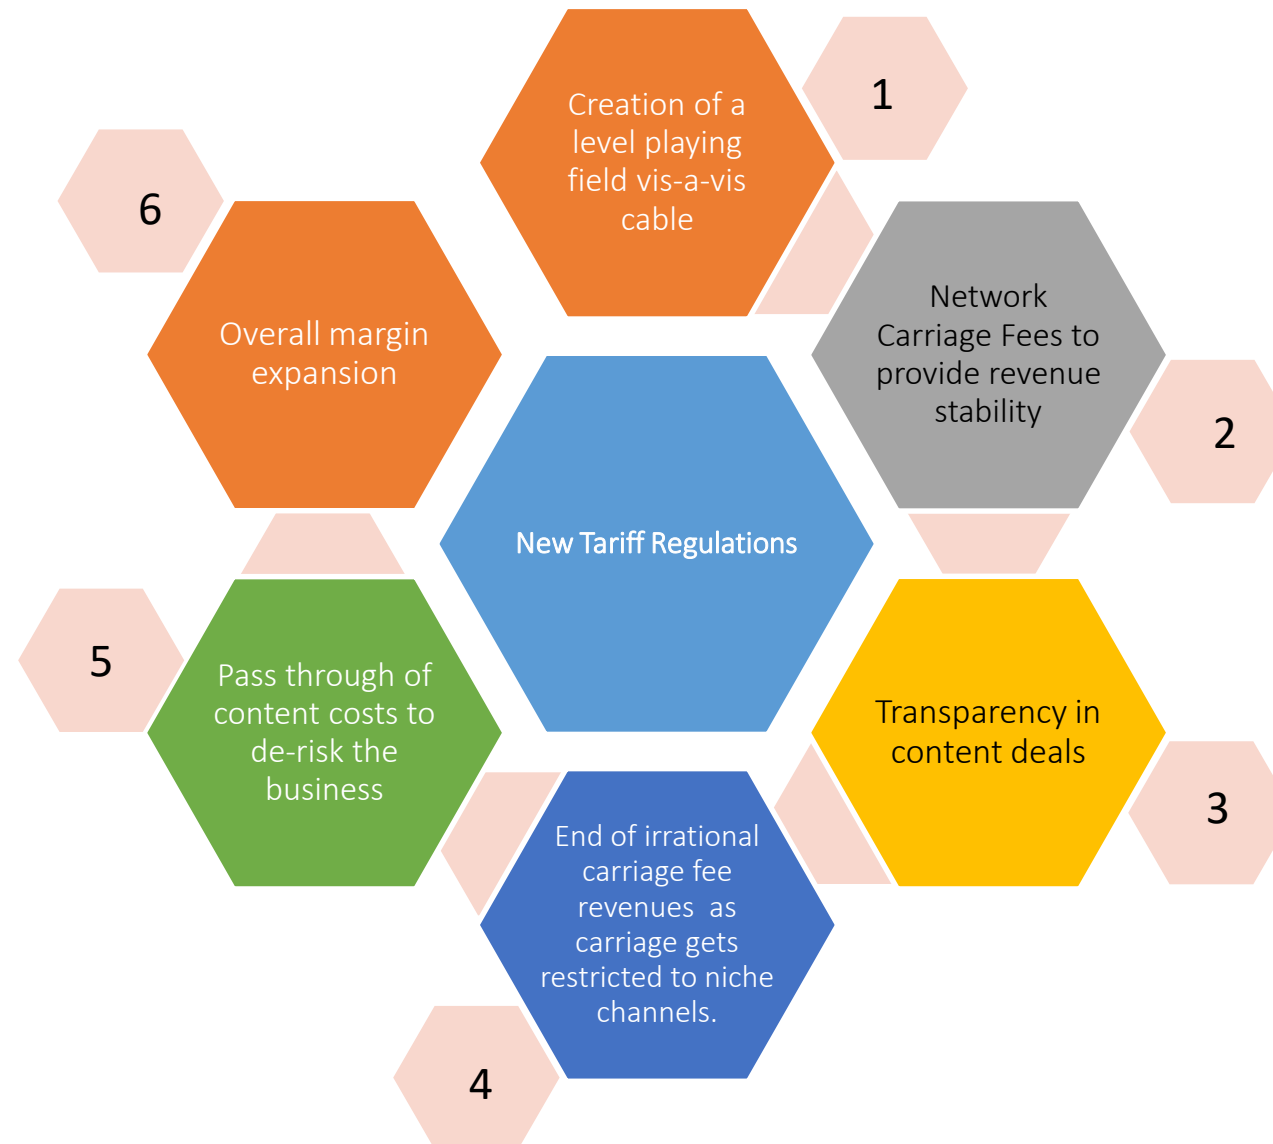 1
Creation of a
level playing
field vis-a-vis
cable
6
Overall margin
expansion
Network
Carriage Fees to
provide revenue
stability
2
New Tariff Regulations
5
Pass through of
content costs to
de-risk the
business
Transparency in
content deals
3
End of irrational
carriage fee
revenues  as
carriage gets
restricted to niche
channels.
4